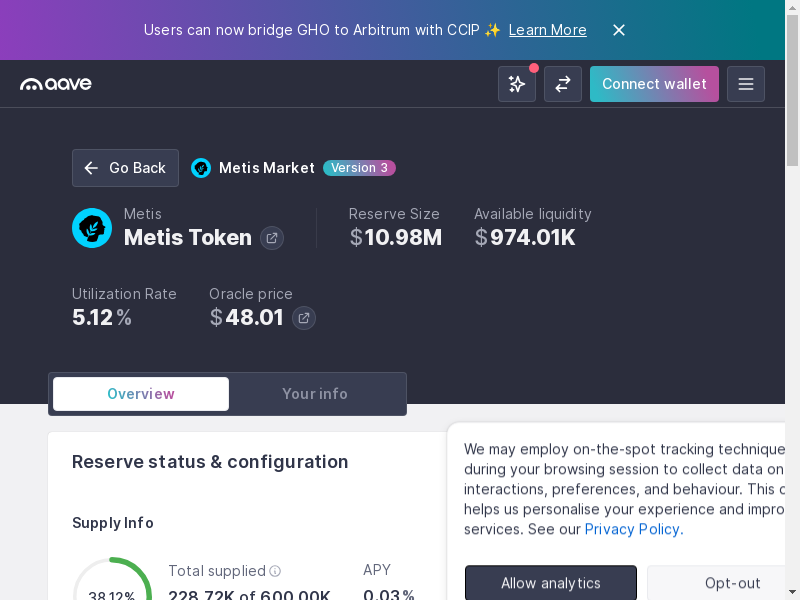 Users can now bridge GHO to Arbitrum with CCIP ✨ Learn More
aave
Connect wallet
Go Back
Metis Market
Version 3
Metis
Metis Token
Reserve Size
$10.98M
Available liquidity
$974.01K
Utilization Rate
5.12%
Oracle price
$48.01
Overview
Your info
Reserve status & configuration
Supply Info
38.12%
Total supplied
228.72K of 600.00K
APY
0.03%
We may employ on-the-spot tracking technique
during your browsing session to collect data on
interactions, preferences, and behaviour. This
helps us personalise your experience and impro
services. See our Privacy Policy.
Allow analytics
Opt-out